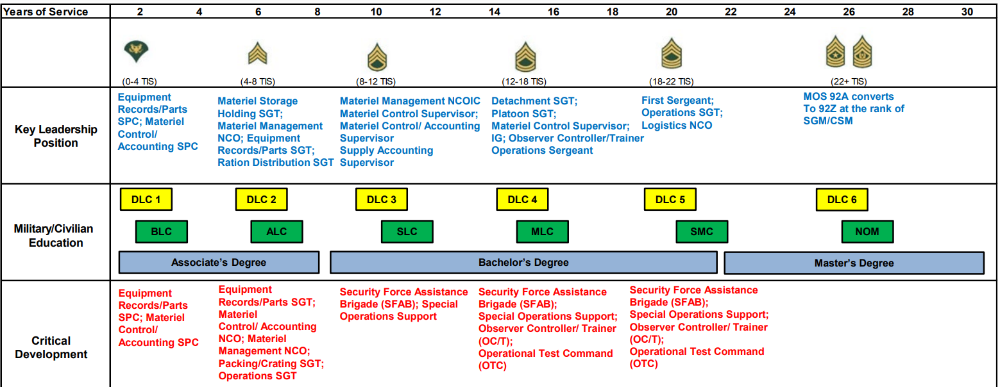 Years of Service 2 4 6 8 10 12 14 16 18 20 22 24 26 28 30
(0-4 TIS) (4-8 TIS) (8-12 TIS) (12-18 TIS) (18-22 TIS) (22+ TIS)
Key Leadership
Position
Equipment
Records/Parts
SPC; Materiel
Control/
Accounting SPC
Materiel Storage
Holding SGT;
Materiel Management
NCO; Equipment
Records/Parts SGT;
Ration Distribution SGT
Materiel Management NCOIC
Materiel Control Supervisor;
Materiel Control/ Accounting
Supervisor
Supply Accounting
Supervisor
Detachment SGT;
Platoon SGT;
Materiel Control Supervisor;
IG; Observer Controller/Trainer
Operations Sergeant
First Sergeant;
Operations SGT;
Logistics NCO
MOS 92A converts
To 92Z at the rank of
SGM/CSM
Military/Civilian
Education
DLC 1 DLC 2 DLC 3 DLC 4 DLC 5 DLC 6
BLC ALC SLC MLC SMC NOM
Associate's Degree Bachelor's Degree Master's Degree
Critical
Development
Equipment
Records/Parts
SPC; Materiel
Control/
Accounting SPC
Equipment
Records/Parts SGT;
Materiel
Control/ Accounting
NCO; Materiel
Management NCO;
Packing/Crating SGT;
Operations SGT
Security Force Assistance
Brigade (SFAB); Special
Operations Support
Security Force Assistance
Brigade (SFAB);
Special Operations Support;
Observer Controller/ Trainer
(OC/T);
Operational Test Command
(OTC)
Security Force Assistance
Brigade (SFAB);
Special Operations Support;
Observer Controller/ Trainer
(OC/T);
Operational Test Command
(OTC)